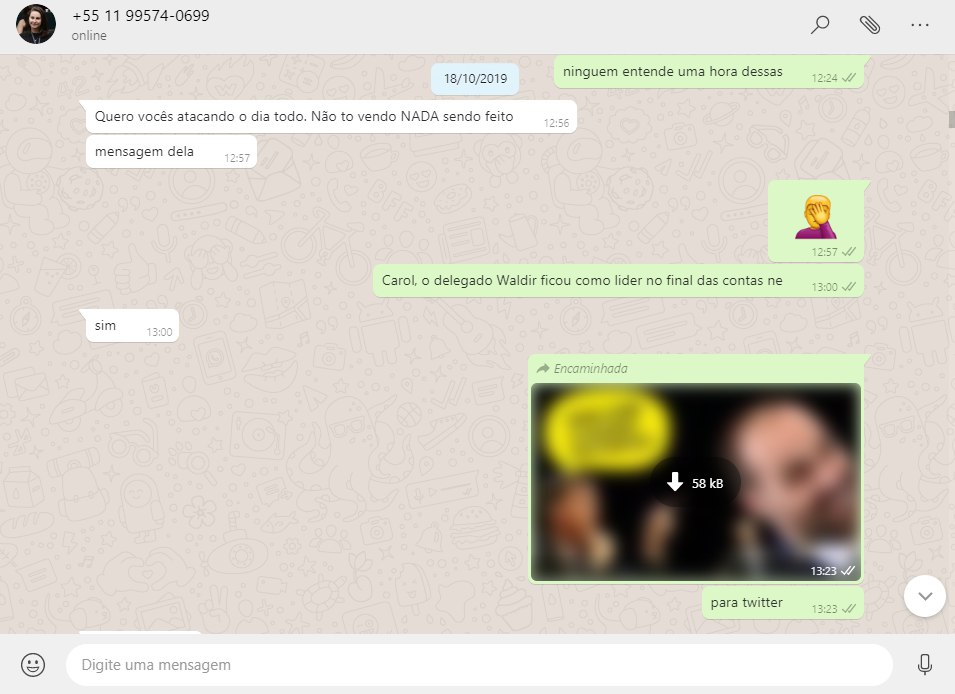 +55 11 99574-0699
online
ninguem entende uma hora dessas 12:24
18/10/2019
Quero vocês atacando o dia todo. Não to vendo NADA sendo feito 12:56
mensagem dela 12:57
12:57
Carol, o delegado Waldir ficou como lider no final das contas ne 13:00
sim 13:00
Encaminhada
58 kB
13:23
para twitter 13:23
Digite uma mensagem